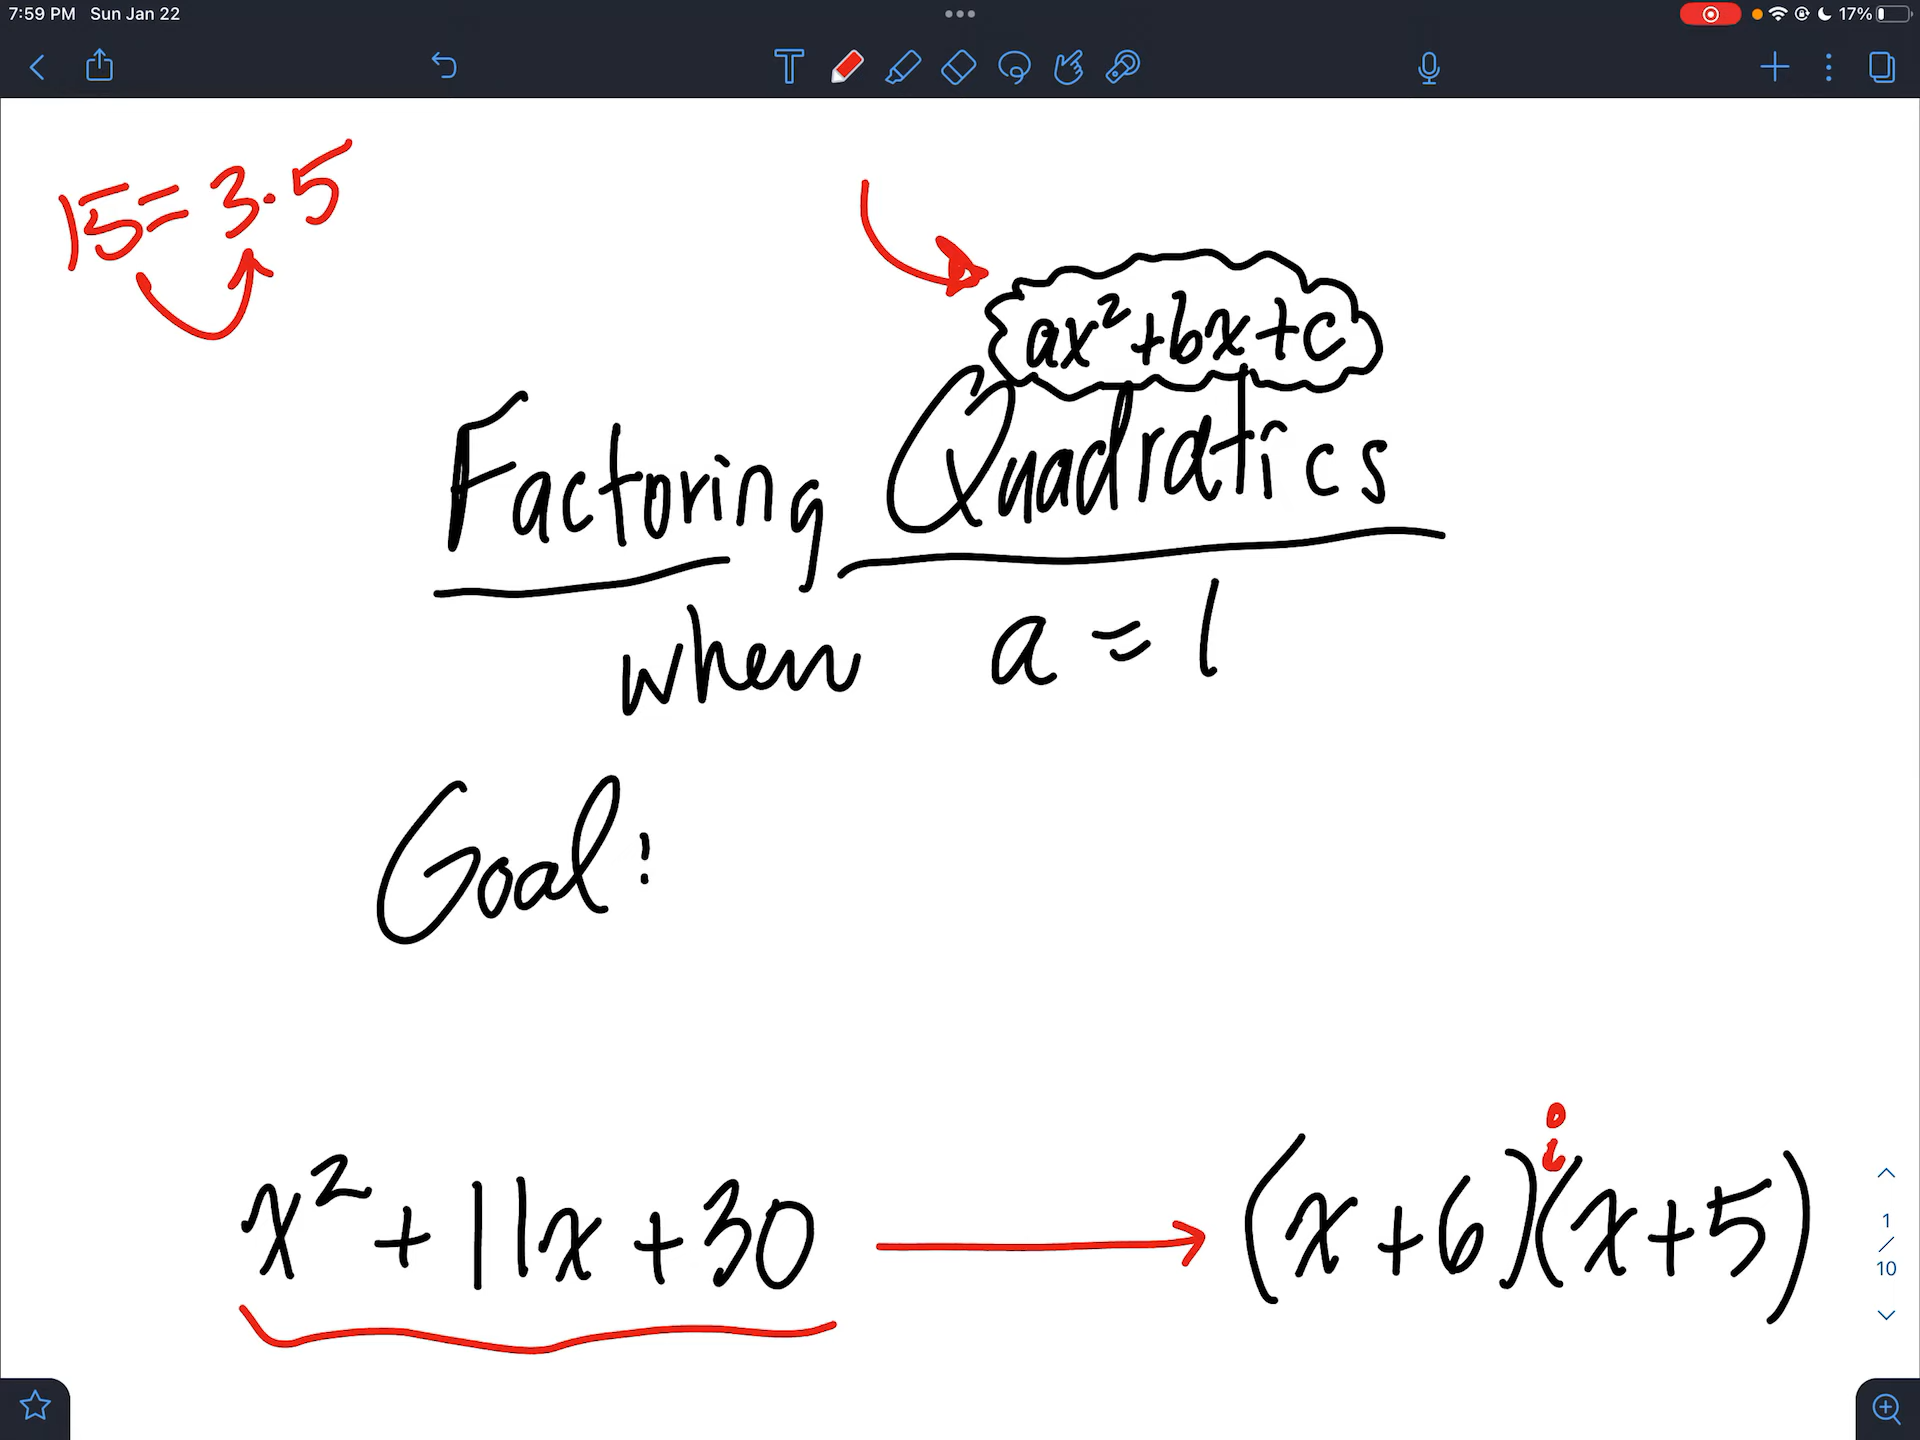 7:59 PM Sun Jan 22
17%
15=3·5
ax²+bx+c
Factoring Quadratics
when a=1
Goal:
x²+11x+30 → (x+6)(x+5)
1
/
10